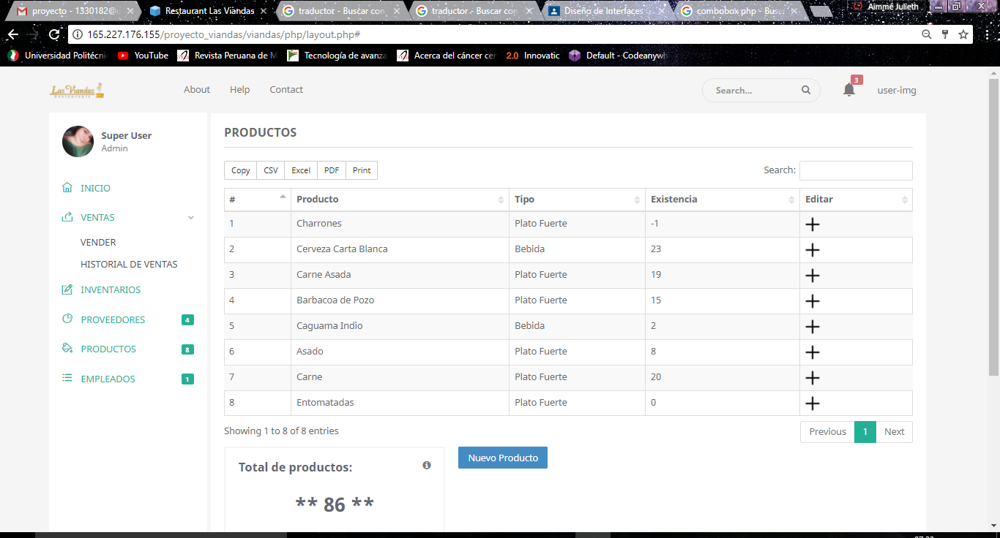 proyecto - 1330182@u
Restaurant Las Viandas
traductor - Buscar con
traductor - Buscar con
Diseño de Interfaces
combobox php - Bus
Aimmé Julieth
165.227.176.155/proyecto_viandas/viandas/php/layout.php#
Universidad Politécnic
YouTube
Revista Peruana de M
Tecnología de avanza
Acerca del cáncer cer
2.0 Innovatic
Default - Codeanywh
Las Viandas
About
Help
Contact
Search...
3
user-img
Super User
Admin
INICIO
VENTAS
VENDER
HISTORIAL DE VENTAS
INVENTARIOS
PROVEEDORES 4
PRODUCTOS 8
EMPLEADOS 1
PRODUCTOS
Copy CSV Excel PDF Print
Search:
# Producto Tipo Existencia Editar
1 Charrones Plato Fuerte -1
2 Cerveza Carta Blanca Bebida 23
3 Carne Asada Plato Fuerte 19
4 Barbacoa de Pozo Plato Fuerte 15
5 Caguama Indio Bebida 2
6 Asado Plato Fuerte 8
7 Carne Plato Fuerte 20
8 Entomatadas Plato Fuerte 0
Showing 1 to 8 of 8 entries
Previous 1 Next
Total de productos:
** 86 **
Nuevo Producto